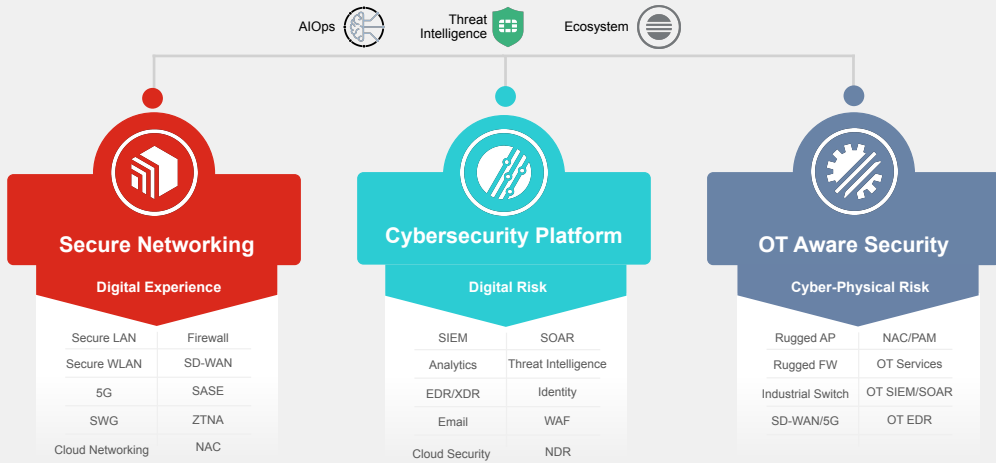 AIOps
Threat
Intelligence
Ecosystem
Secure Networking
Digital Experience
Secure LAN
Firewall
Secure WLAN
SD-WAN
5G
SASE
SWG
ZTNA
Cloud Networking
NAC
Cybersecurity Platform
Digital Risk
SIEM
SOAR
Analytics
Threat Intelligence
EDR/XDR
Identity
Email
WAF
Cloud Security
NDR
OT Aware Security
Cyber-Physical Risk
Rugged AP
NAC/PAM
Rugged FW
OT Services
Industrial Switch
OT SIEM/SOAR
SD-WAN/5G
OT EDR